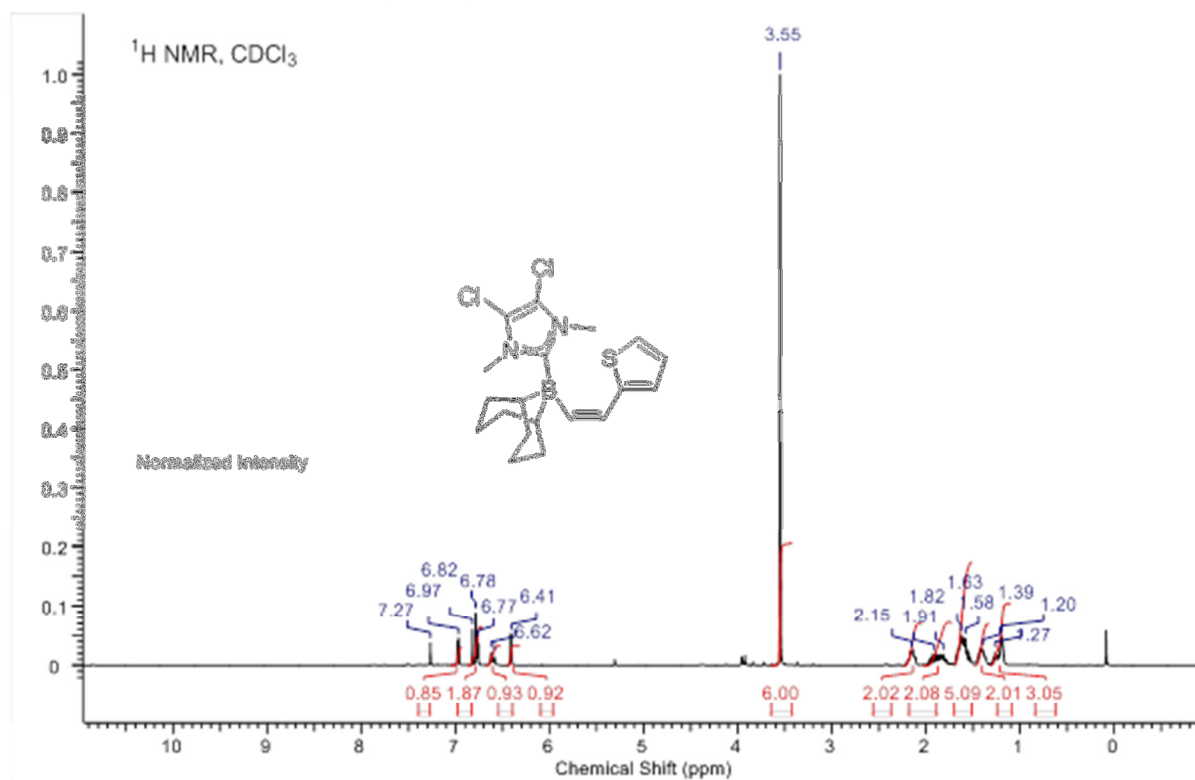 3.55
¹H NMR, CDCl₃
1.0
0.9
0.8
0.7
0.6
0.5
0.4
0.3
0.2
0.1
0
Normalized Intensity
Cl
Cl
N
N
S
B
7.27
6.97
6.82
6.78
6.77
6.62
6.41
2.15
1.91
1.82
1.63
1.58
1.39
1.27
1.20
0.85 1.87 0.93 0.92 6.00 2.02 2.08 5.09 2.01 3.05
10 9 8 7 6 5 4 3 2 1 0
Chemical Shift (ppm)